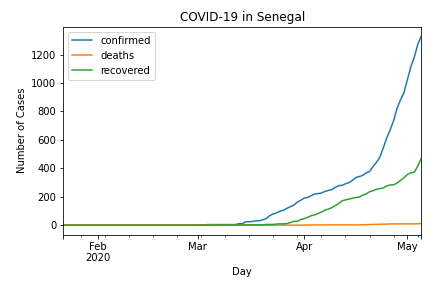 COVID-19 in Senegal
confirmed
deaths
recovered
Number of Cases
1200
1000
800
600
400
200
0
Feb
2020
Mar
Apr
May
Day